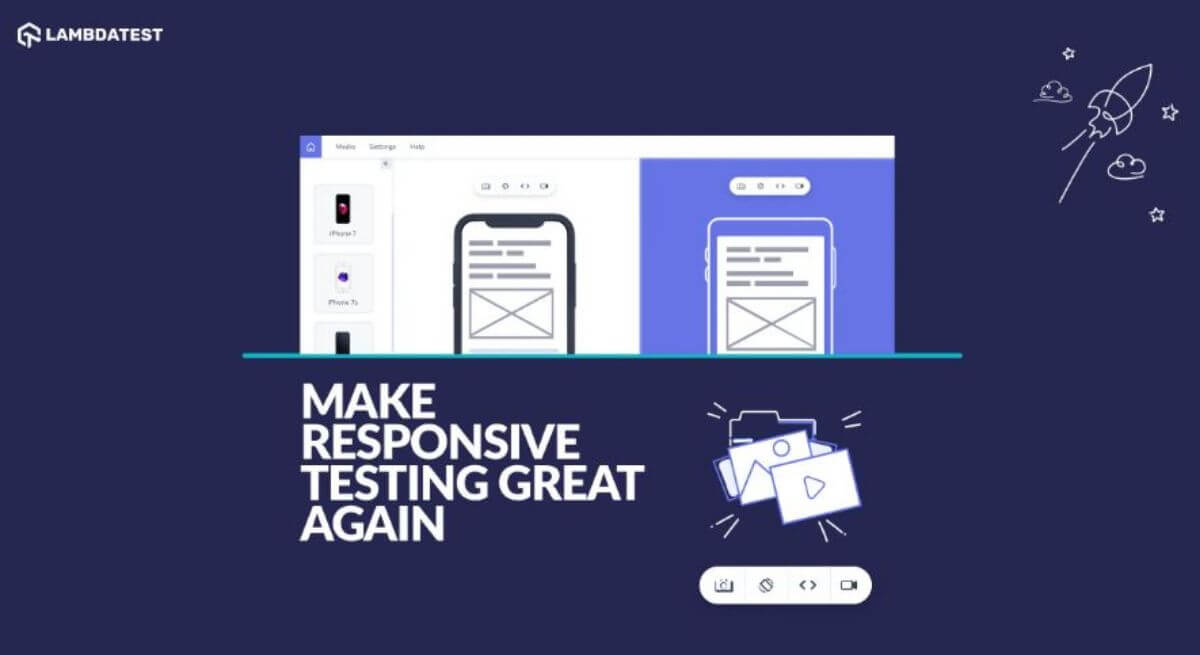 LAMBDATEST
Media Settings Help
iPhone 7
iPhone 7s
MAKE
RESPONSIVE
TESTING GREAT
AGAIN